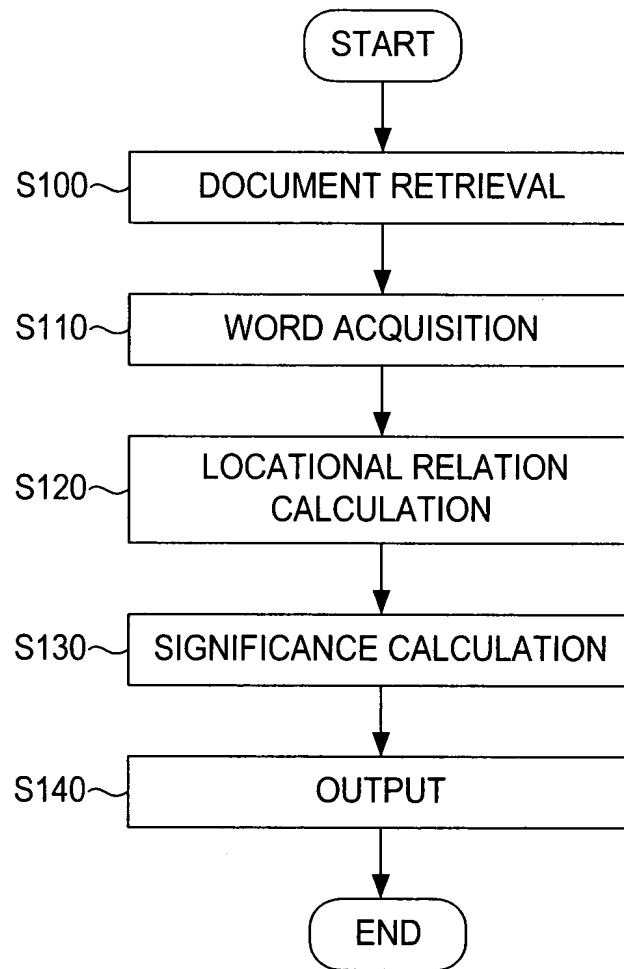 START
S100 DOCUMENT RETRIEVAL
S110 WORD ACQUISITION
S120 LOCATIONAL RELATION
CALCULATION
S130 SIGNIFICANCE CALCULATION
S140 OUTPUT
END